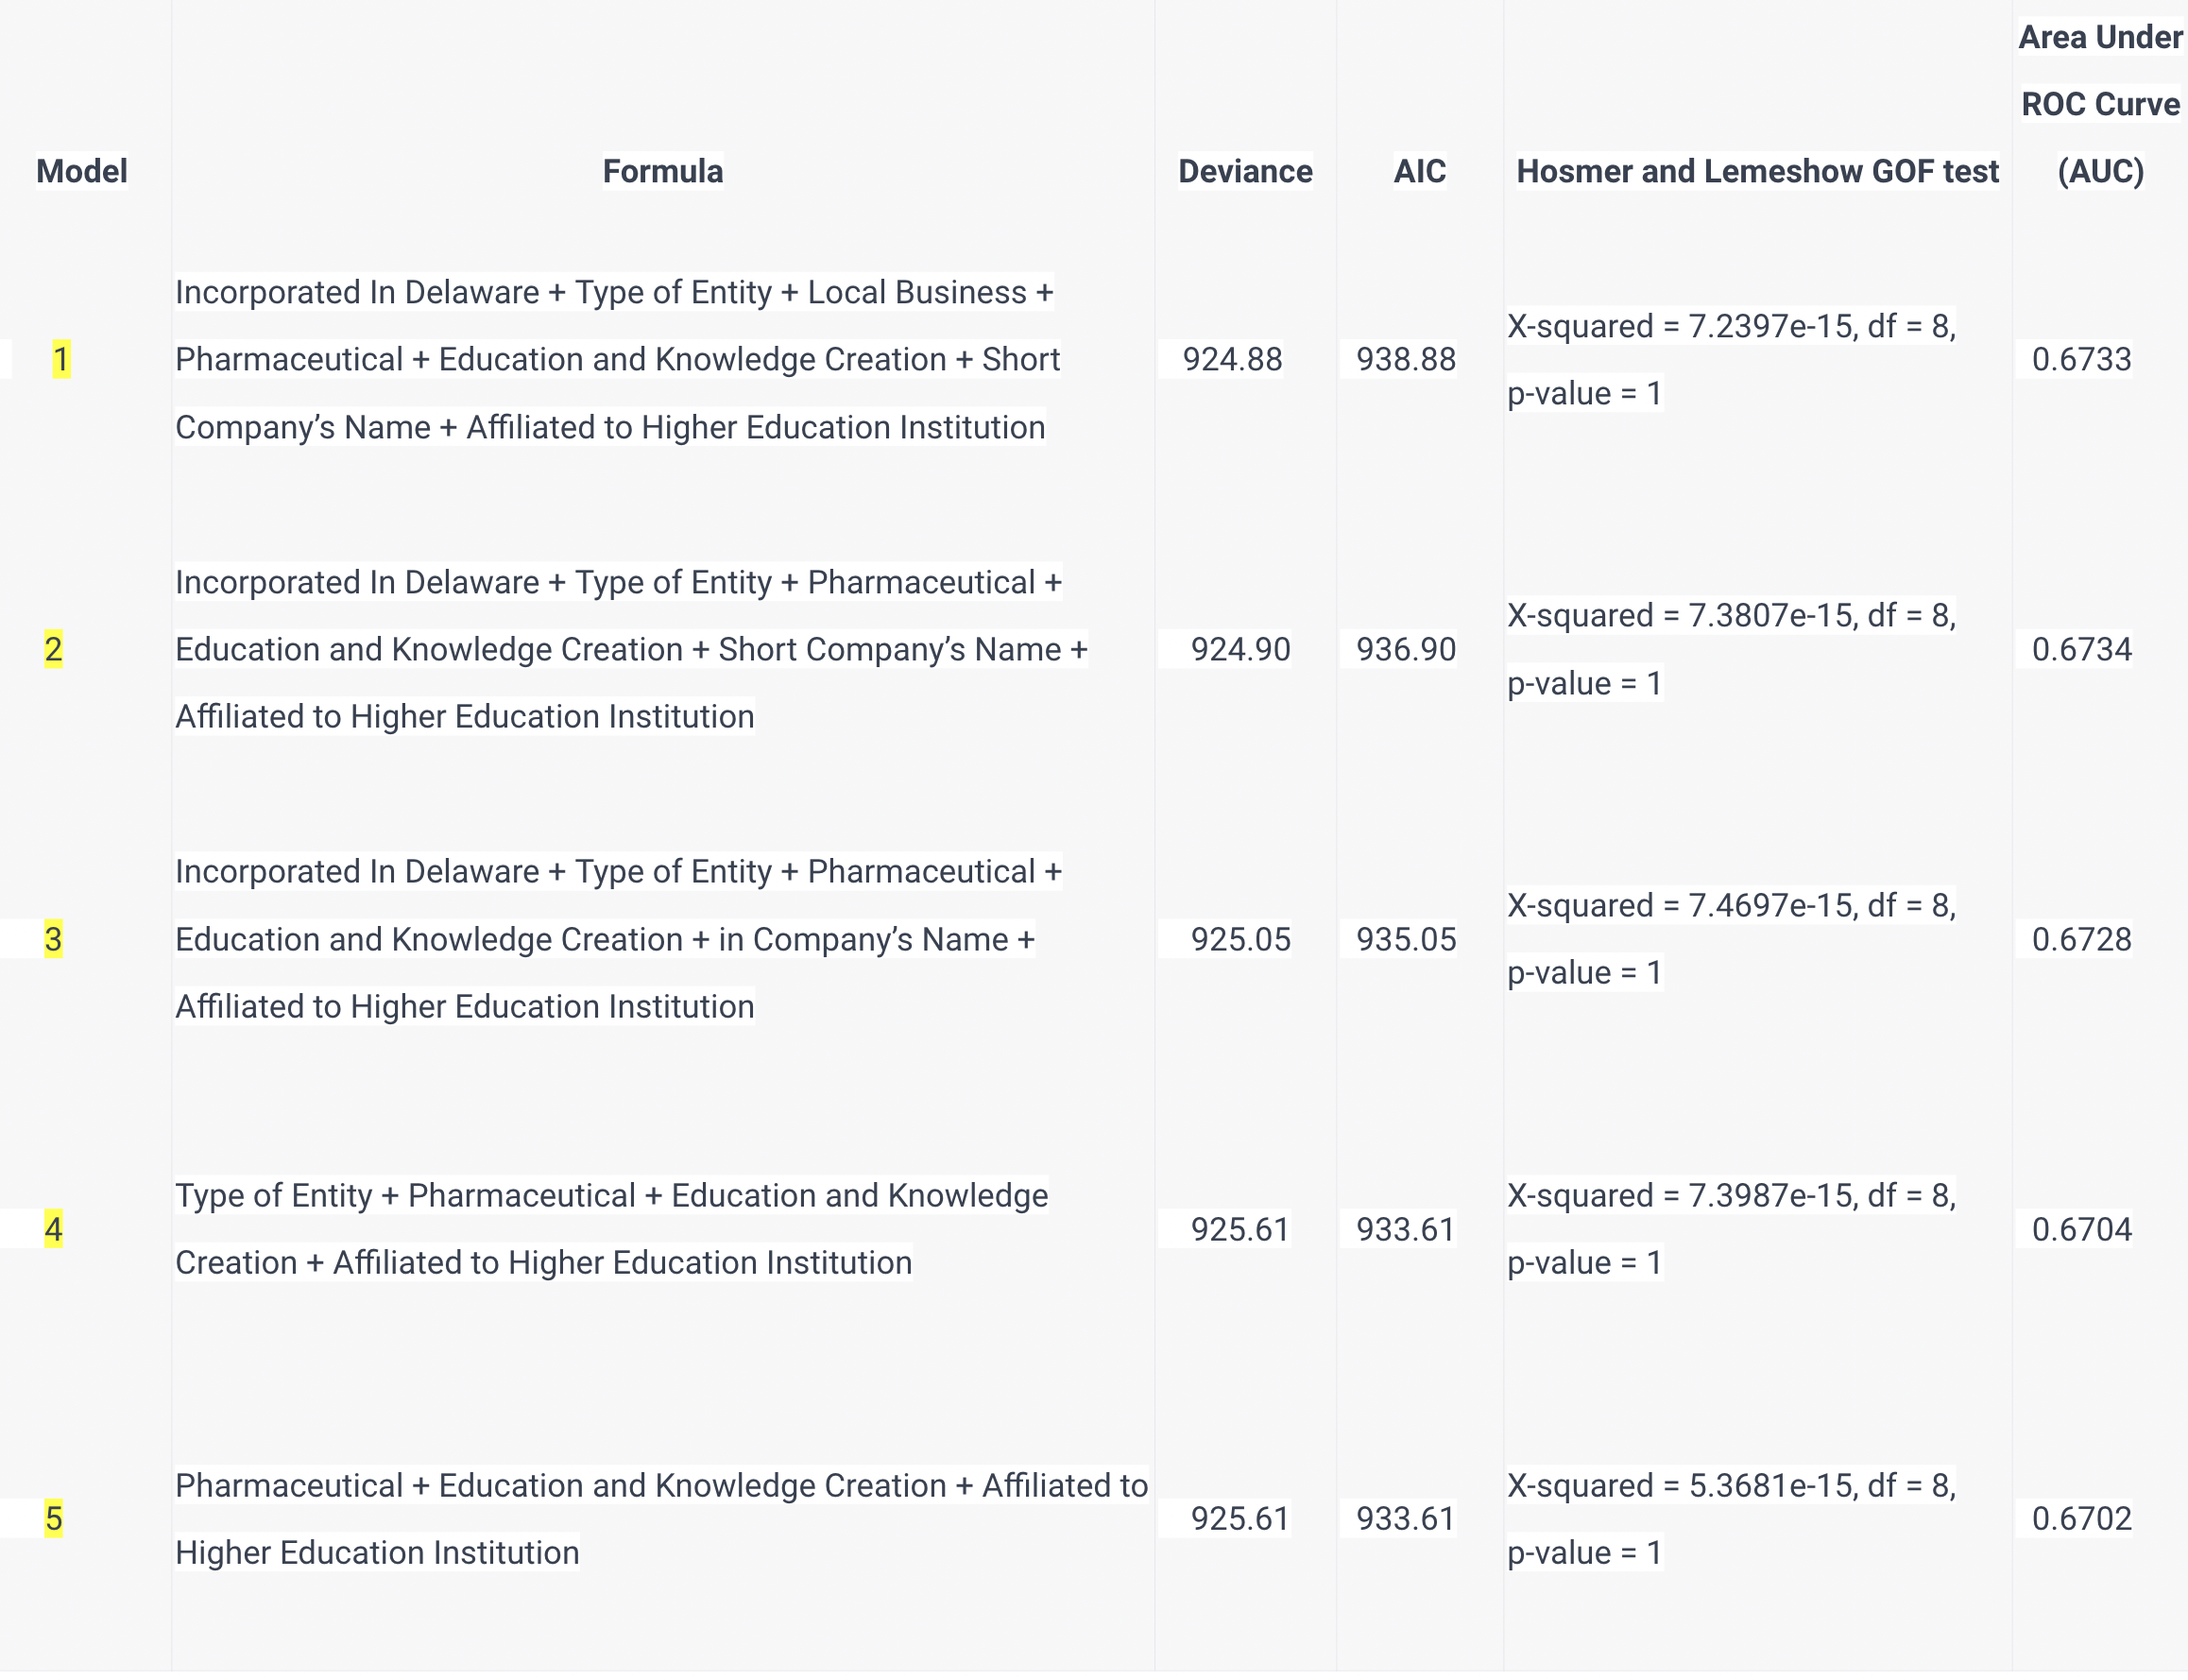 Model
Formula
Deviance
AIC
Hosmer and Lemeshow GOF test
Area Under
ROC Curve
(AUC)
1
Incorporated In Delaware + Type of Entity + Local Business +
Pharmaceutical + Education and Knowledge Creation + Short
Company’s Name + Affiliated to Higher Education Institution
924.88
938.88
X-squared = 7.2397e-15, df = 8,
p-value = 1
0.6733
2
Incorporated In Delaware + Type of Entity + Pharmaceutical +
Education and Knowledge Creation + Short Company’s Name +
Affiliated to Higher Education Institution
924.90
936.90
X-squared = 7.3807e-15, df = 8,
p-value = 1
0.6734
3
Incorporated In Delaware + Type of Entity + Pharmaceutical +
Education and Knowledge Creation + in Company’s Name +
Affiliated to Higher Education Institution
925.05
935.05
X-squared = 7.4697e-15, df = 8,
p-value = 1
0.6728
4
Type of Entity + Pharmaceutical + Education and Knowledge
Creation + Affiliated to Higher Education Institution
925.61
933.61
X-squared = 7.3987e-15, df = 8,
p-value = 1
0.6704
5
Pharmaceutical + Education and Knowledge Creation + Affiliated to
Higher Education Institution
925.61
933.61
X-squared = 5.3681e-15, df = 8,
p-value = 1
0.6702